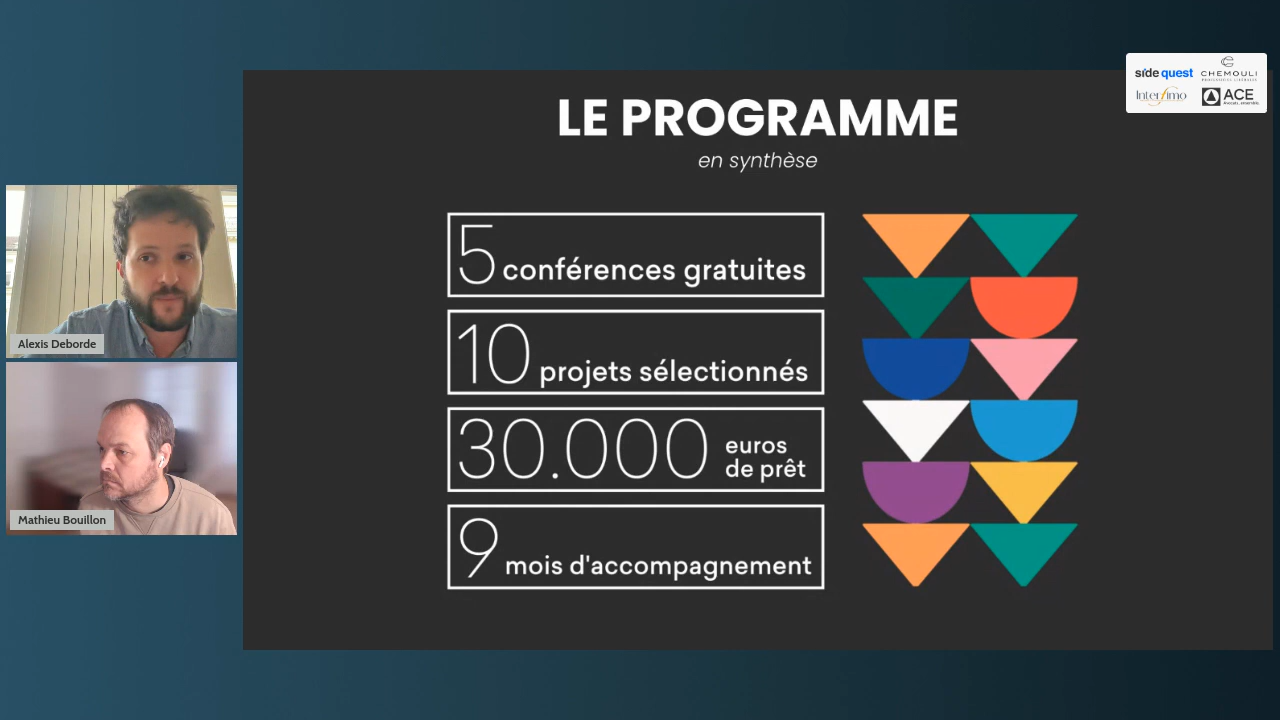 side quest
CHEMOULI
Interfimo
ACE
LE PROGRAMME
en synthèse
5 conférences gratuites
10 projets sélectionnés
30.000 euros
de prêt
9 mois d'accompagnement
Alexis Deborde
Mathieu Bouillon